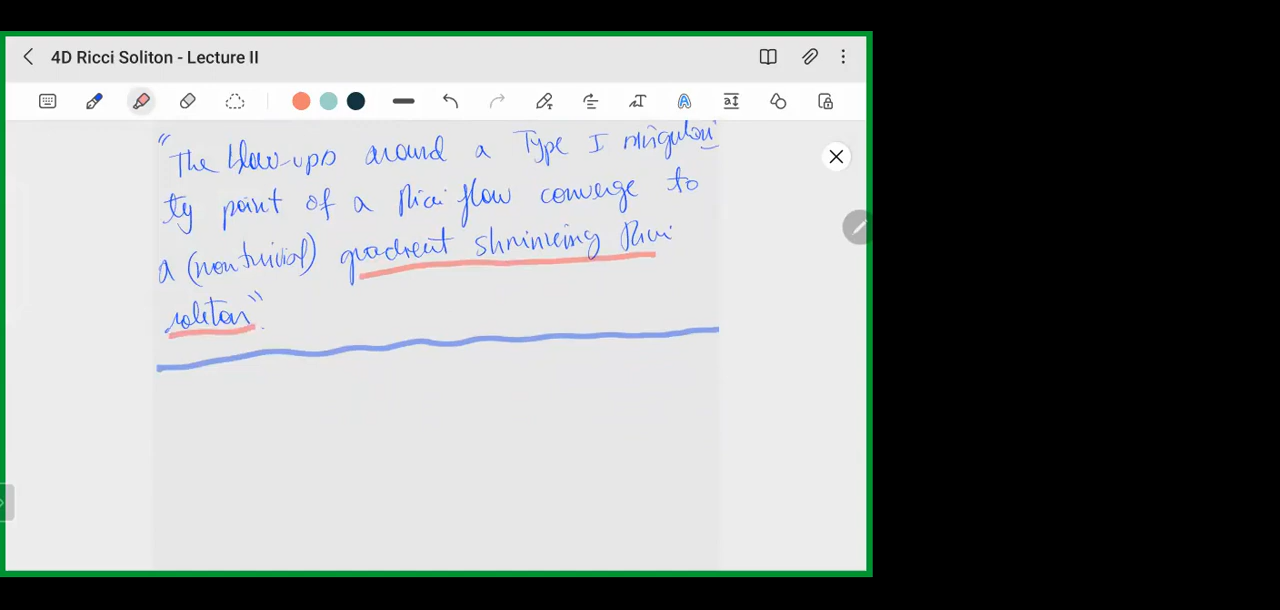 4D Ricci Soliton - Lecture II
"The blow-ups around a Type I singulari
ty point of a Ricci flow converge to
a (nontrivial) gradient shrinking Ricci
soliton".